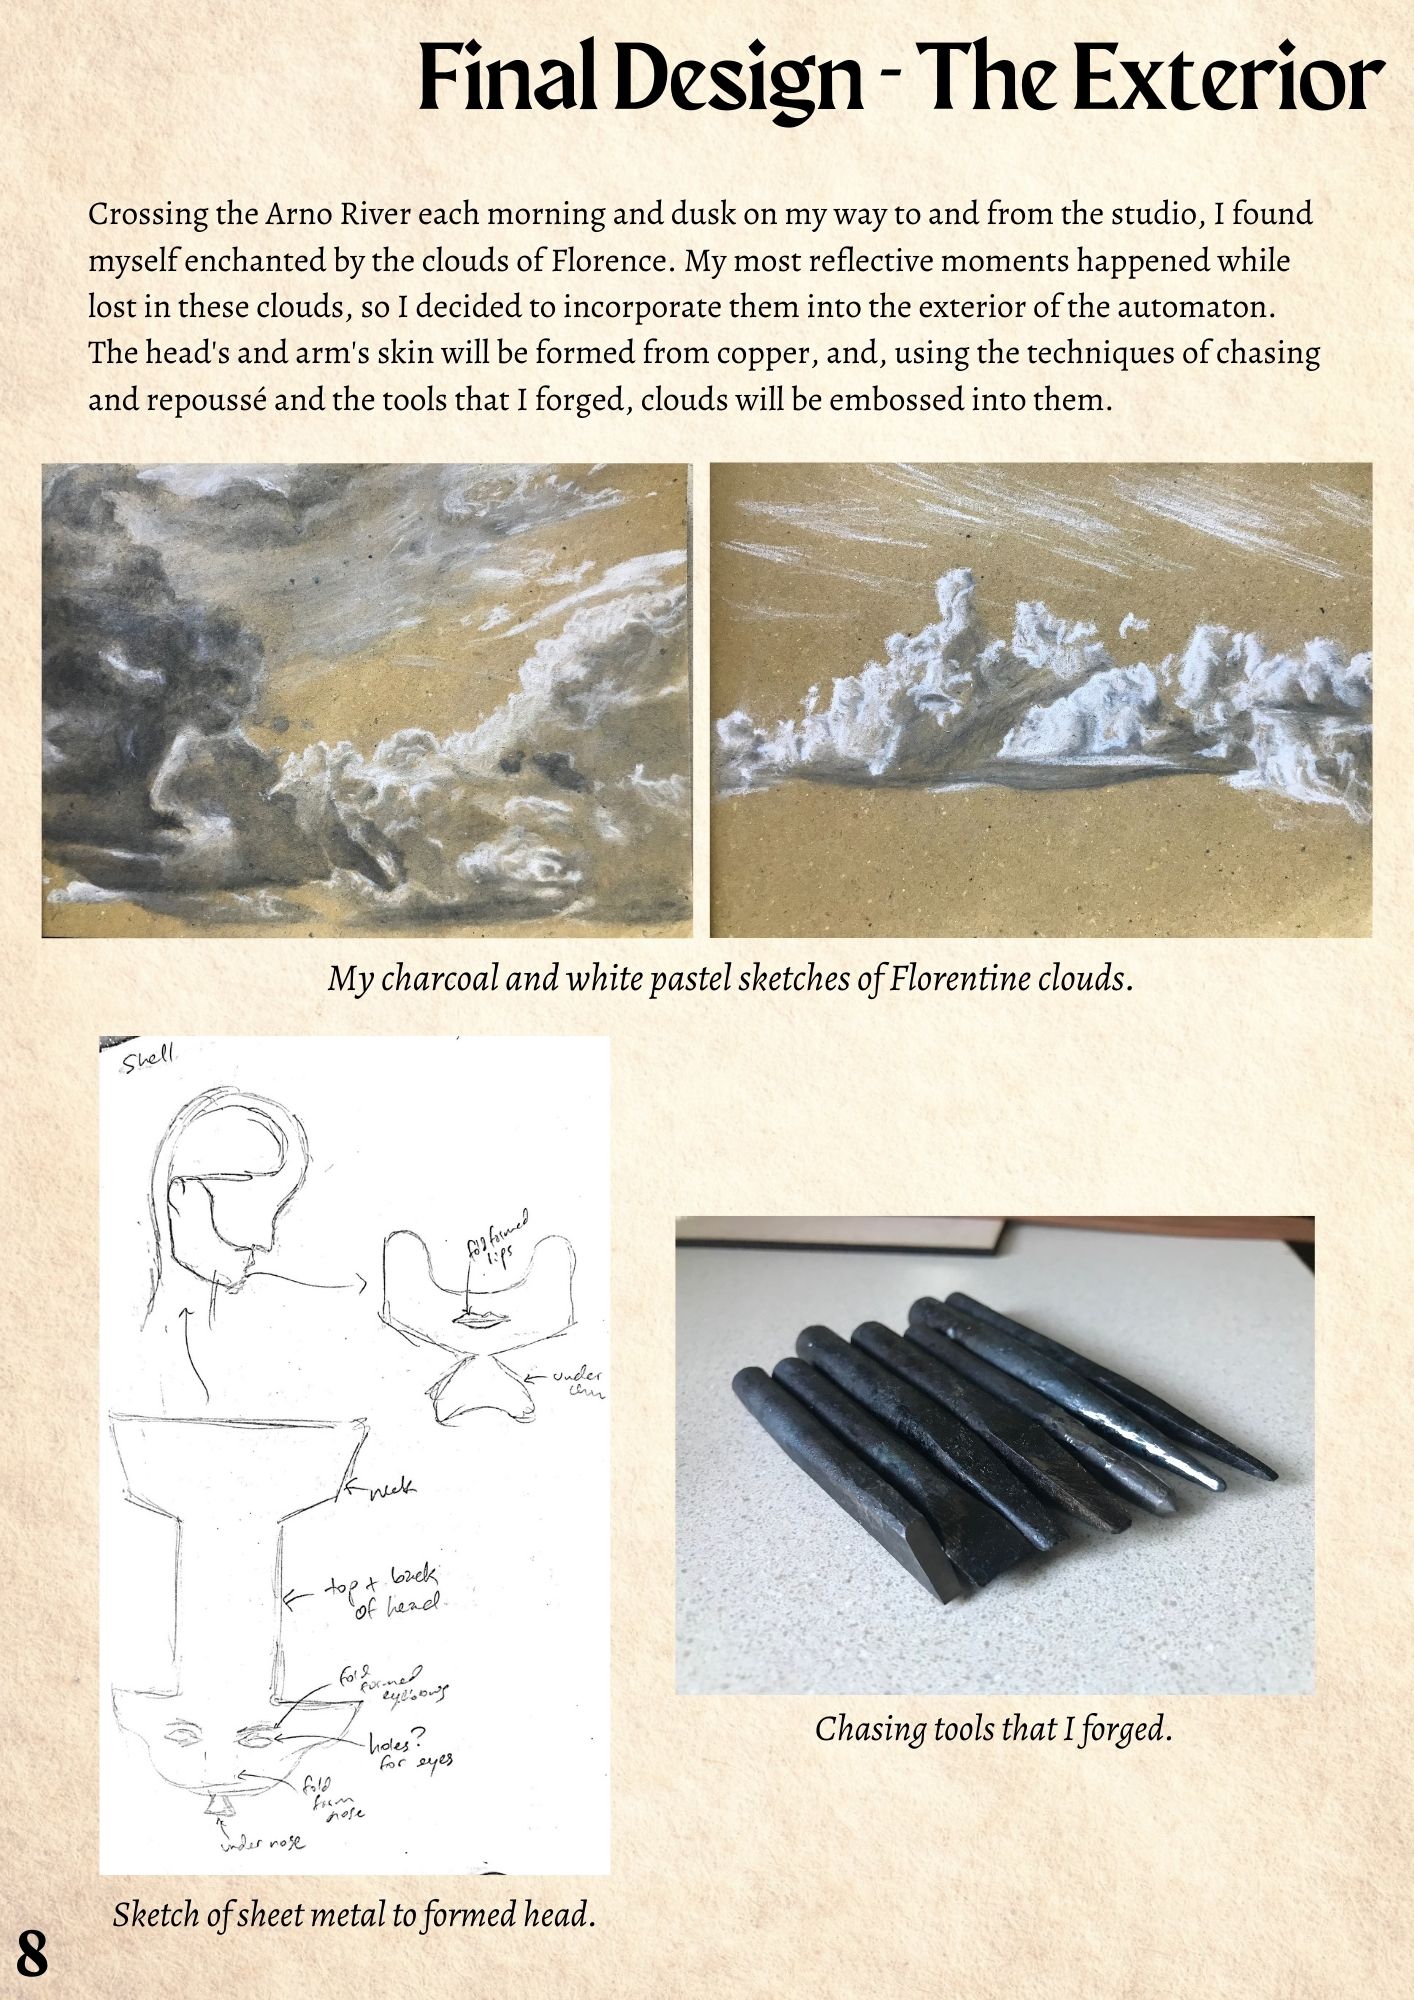 Final Design - The Exterior
Crossing the Arno River each morning and dusk on my way to and from the studio, I found
myself enchanted by the clouds of Florence. My most reflective moments happened while
lost in these clouds, so I decided to incorporate them into the exterior of the automaton.
The head's and arm's skin will be formed from copper, and, using the techniques of chasing
and repoussé and the tools that I forged, clouds will be embossed into them.
My charcoal and white pastel sketches of Florentine clouds.
Shell
fold formed
lips
under
chin
neck
top + back
of head
fold
formed
eyebrows
holes?
for eyes
fold
form
nose
under nose
Chasing tools that I forged.
Sketch of sheet metal to formed head.
8